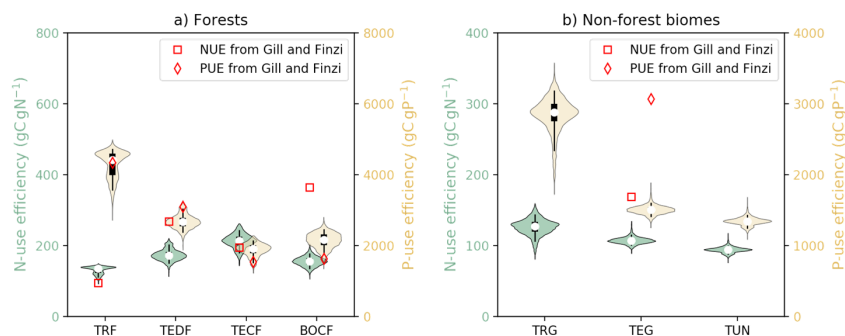 a) Forests
N-use efficiency (gC gN⁻¹)
800
600
400
200
0
NUE from Gill and Finzi
PUE from Gill and Finzi
8000
6000
4000
2000
0
P-use efficiency (gC gP⁻¹)
TRF TEDF TECF BOCF
b) Non-forest biomes
N-use efficiency (gC gN⁻¹)
400
300
200
100
0
NUE from Gill and Finzi
PUE from Gill and Finzi
4000
3000
2000
1000
0
P-use efficiency (gC gP⁻¹)
TRG TEG TUN